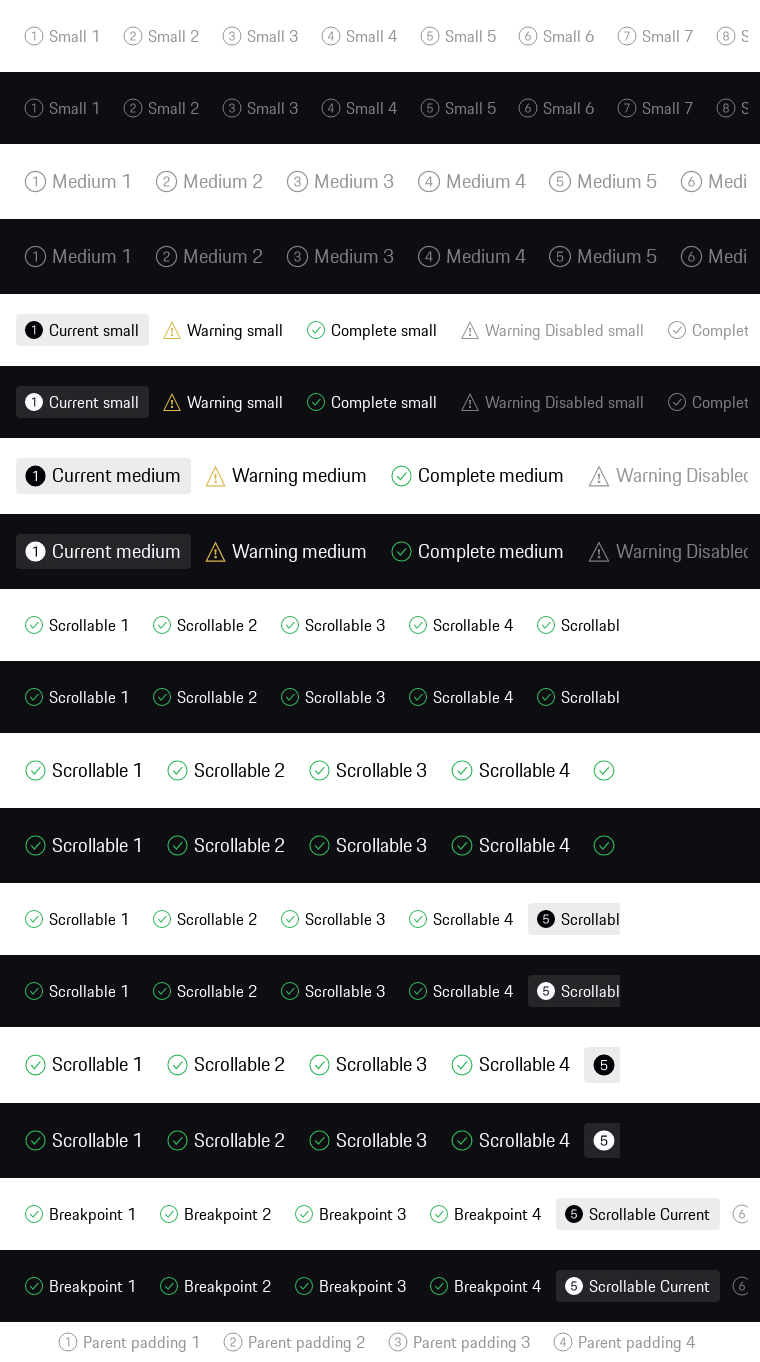 1 Small 1 2 Small 2 3 Small 3 4 Small 4 5 Small 5 6 Small 6 7 Small 7 8 S
1 Small 1 2 Small 2 3 Small 3 4 Small 4 5 Small 5 6 Small 6 7 Small 7 8 S
1 Medium 1 2 Medium 2 3 Medium 3 4 Medium 4 5 Medium 5 6 Medi
1 Medium 1 2 Medium 2 3 Medium 3 4 Medium 4 5 Medium 5 6 Medi
1 Current small Warning small Complete small Warning Disabled small Complet
1 Current small Warning small Complete small Warning Disabled small Complet
1 Current medium Warning medium Complete medium Warning Disabled
1 Current medium Warning medium Complete medium Warning Disabled
Scrollable 1 Scrollable 2 Scrollable 3 Scrollable 4 Scrollabl
Scrollable 1 Scrollable 2 Scrollable 3 Scrollable 4 Scrollabl
Scrollable 1 Scrollable 2 Scrollable 3 Scrollable 4
Scrollable 1 Scrollable 2 Scrollable 3 Scrollable 4
Scrollable 1 Scrollable 2 Scrollable 3 Scrollable 4 5 Scrollabl
Scrollable 1 Scrollable 2 Scrollable 3 Scrollable 4 5 Scrollabl
Scrollable 1 Scrollable 2 Scrollable 3 Scrollable 4 5
Scrollable 1 Scrollable 2 Scrollable 3 Scrollable 4 5
Breakpoint 1 Breakpoint 2 Breakpoint 3 Breakpoint 4 5 Scrollable Current 6
Breakpoint 1 Breakpoint 2 Breakpoint 3 Breakpoint 4 5 Scrollable Current 6
1 Parent padding 1 2 Parent padding 2 3 Parent padding 3 4 Parent padding 4